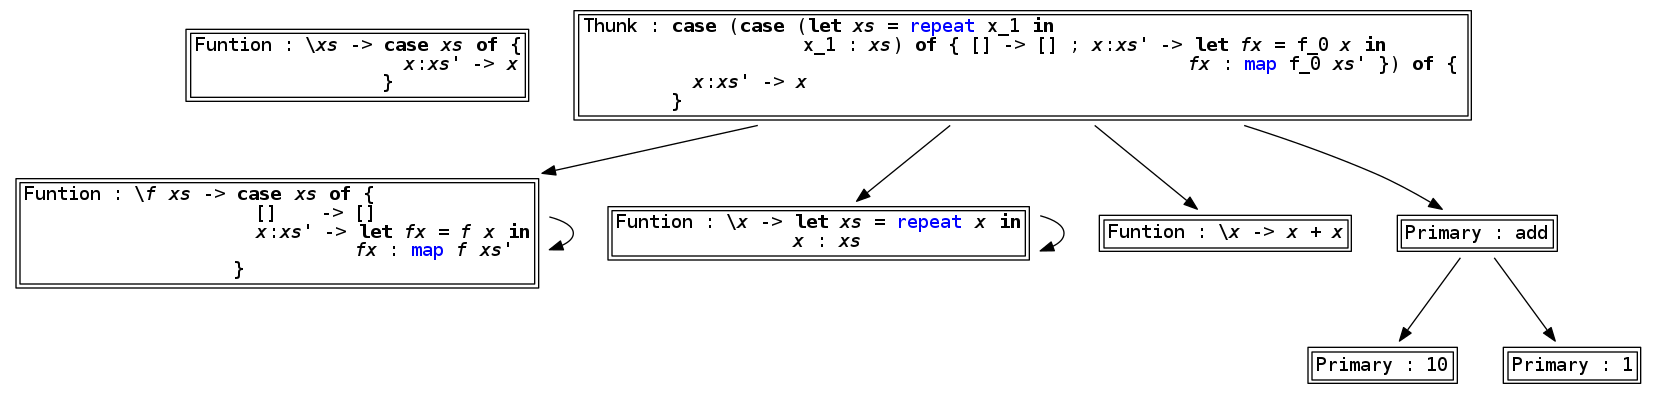 Funtion : \xs -> case xs of {
x:xs' -> x
}
Thunk : case (case (let xs = repeat x_1 in
x_1 : xs) of { [] -> [] ; x:xs' -> let fx = f_0 x in
fx : map f_0 xs' }) of {
x:xs' -> x
}
Funtion : \f xs -> case xs of {
[]    -> []
x:xs' -> let fx = f x in
fx : map f xs'
}
Funtion : \x -> let xs = repeat x in
x : xs
Funtion : \x -> x + x
Primary : add
Primary : 10
Primary : 1